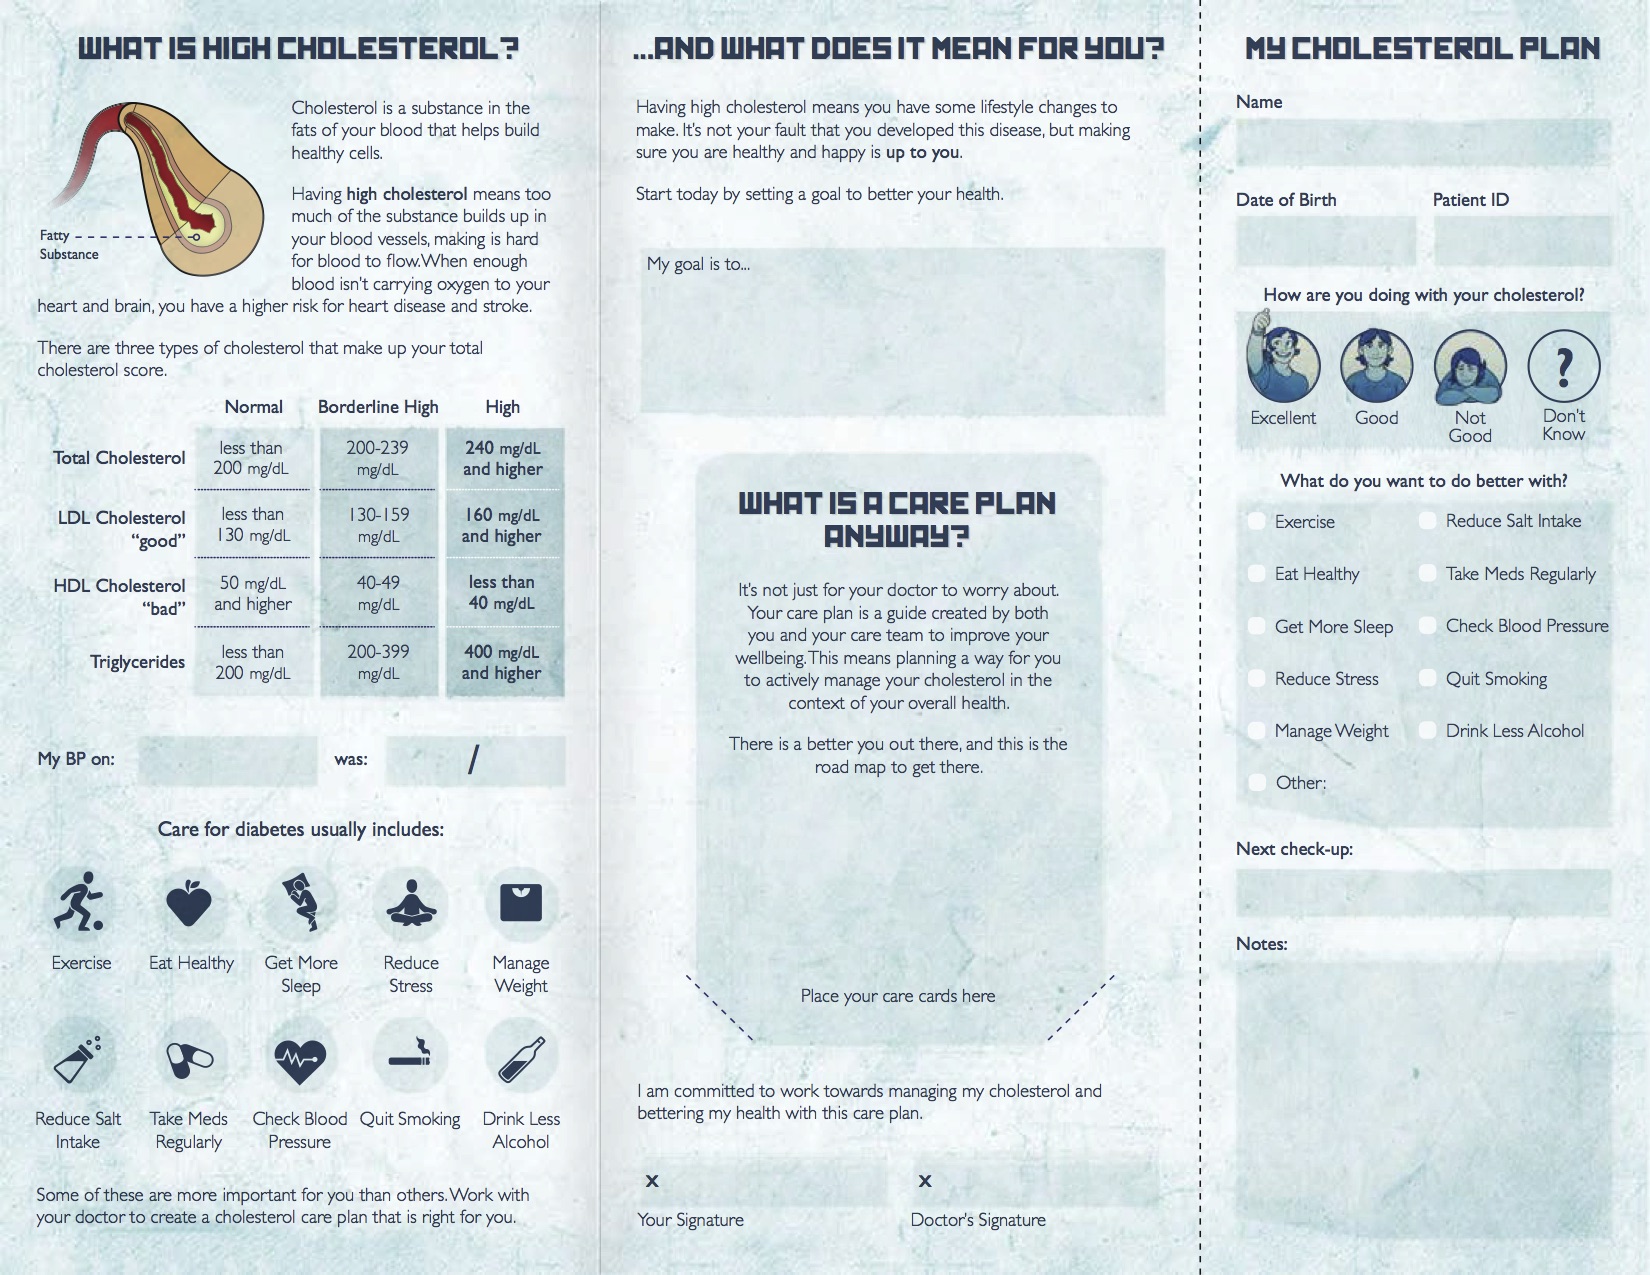 WHAT IS HIGH CHOLESTEROL?
Cholesterol is a substance in the
fats of your blood that helps build
healthy cells.
Having high cholesterol means too
much of the substance builds up in
your blood vessels, making is hard
for blood to flow. When enough
blood isn't carrying oxygen to your
heart and brain, you have a higher risk for heart disease and stroke.
Fatty
Substance
There are three types of cholesterol that make up your total
cholesterol score.
Normal Borderline High High
Total Cholesterol
less than
200 mg/dL
200-239
mg/dL
240 mg/dL
and higher
LDL Cholesterol
“good”
less than
130 mg/dL
130-159
mg/dL
160 mg/dL
and higher
HDL Cholesterol
“bad”
50 mg/dL
and higher
40-49
mg/dL
less than
40 mg/dL
Triglycerides
less than
200 mg/dL
200-399
mg/dL
400 mg/dL
and higher
My BP on: was: /
Care for diabetes usually includes:
Exercise
Eat Healthy
Get More
Sleep
Reduce
Stress
Manage
Weight
Reduce Salt
Intake
Take Meds
Regularly
Check Blood
Pressure
Quit Smoking
Drink Less
Alcohol
Some of these are more important for you than others. Work with
your doctor to create a cholesterol care plan that is right for you.
...AND WHAT DOES IT MEAN FOR YOU?
Having high cholesterol means you have some lifestyle changes to
make. It's not your fault that you developed this disease, but making
sure you are healthy and happy is up to you.
Start today by setting a goal to better your health.
My goal is to...
WHAT IS A CARE PLAN
ANYWAY?
It's not just for your doctor to worry about.
Your care plan is a guide created by both
you and your care team to improve your
wellbeing. This means planning a way for you
to actively manage your cholesterol in the
context of your overall health.
There is a better you out there, and this is the
road map to get there.
Place your care cards here
I am committed to work towards managing my cholesterol and
bettering my health with this care plan.
x
Your Signature
x
Doctor's Signature
MY CHOLESTEROL PLAN
Name
Date of Birth Patient ID
How are you doing with your cholesterol?
?
Excellent
Good
Not
Good
Don't
Know
What do you want to do better with?
Exercise
Reduce Salt Intake
Eat Healthy
Take Meds Regularly
Get More Sleep
Check Blood Pressure
Reduce Stress
Quit Smoking
Manage Weight
Drink Less Alcohol
Other:
Next check-up:
Notes: